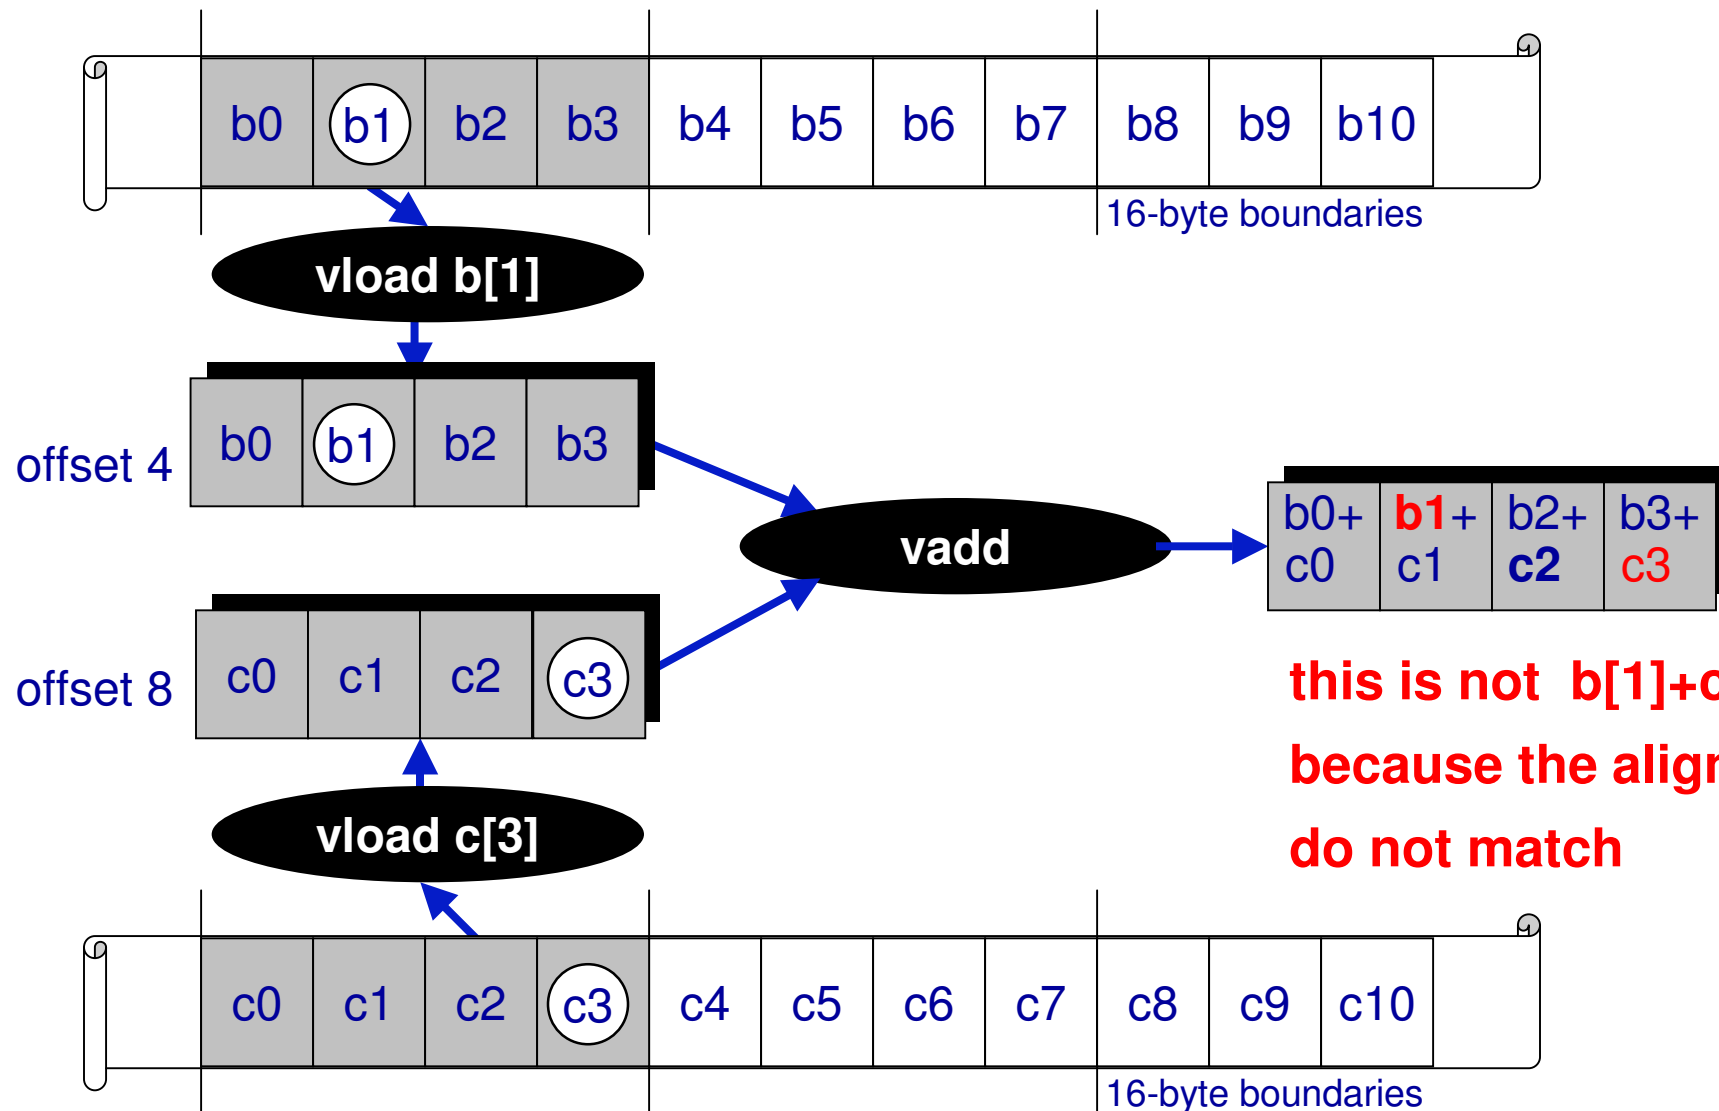 b0 b1 b2 b3 b4 b5 b6 b7 b8 b9 b10
16-byte boundaries
vload b[1]
offset 4
b0 b1 b2 b3
vadd
b0+ b1+ b2+ b3+
c0 c1 c2 c3
offset 8
c0 c1 c2 c3
this is not b[1]+c
because the align
do not match
vload c[3]
c0 c1 c2 c3 c4 c5 c6 c7 c8 c9 c10
16-byte boundaries